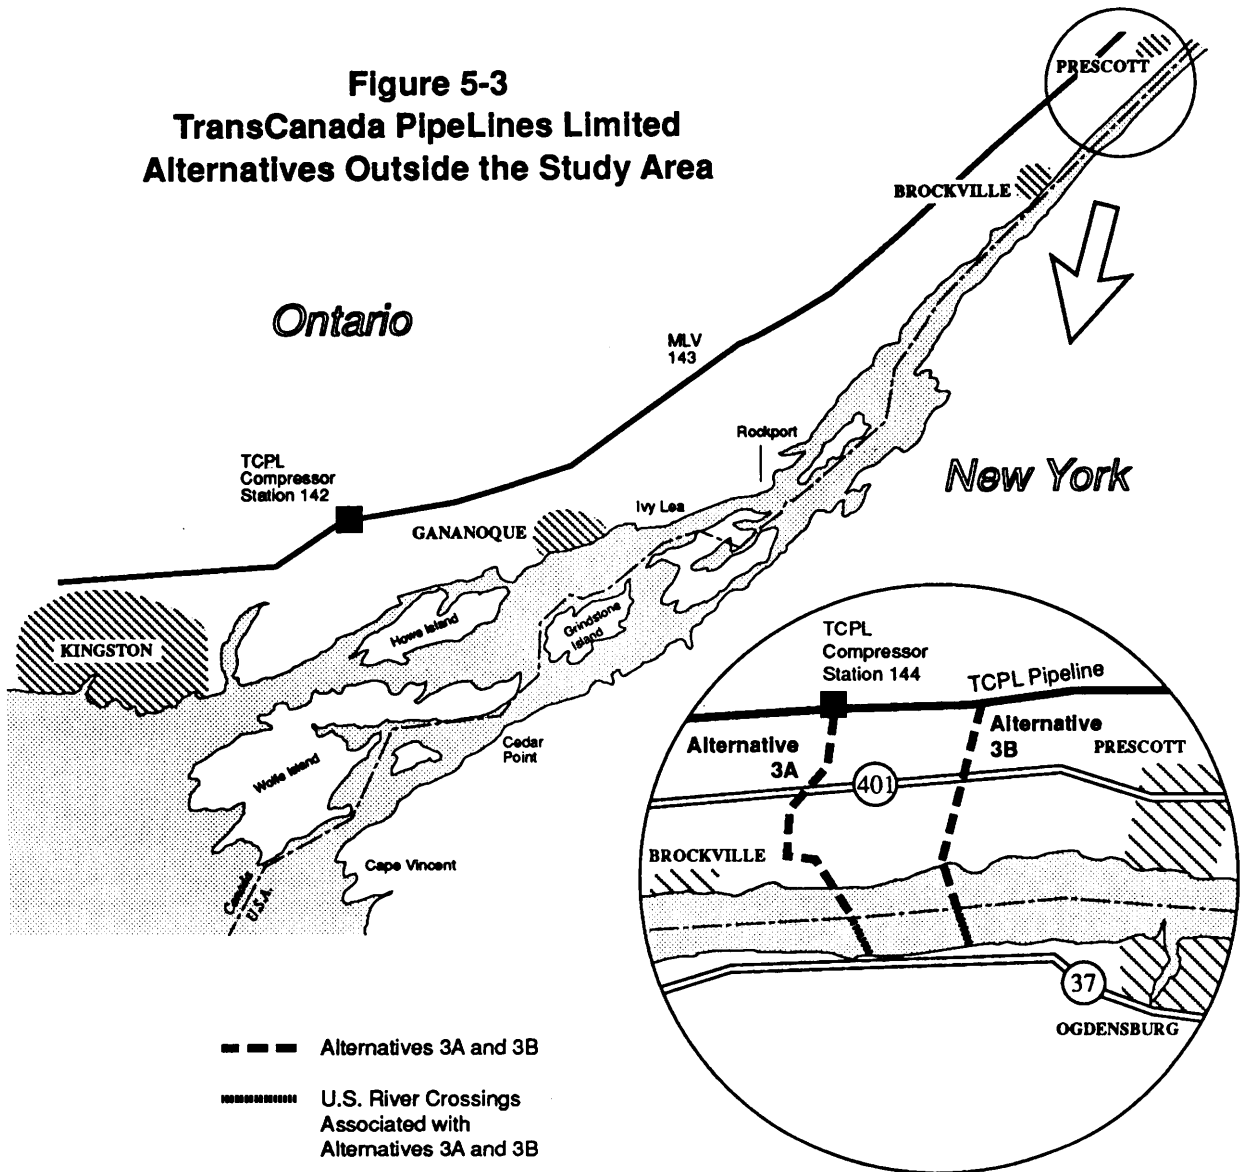 Figure 5-3
TransCanada PipeLines Limited
Alternatives Outside the Study Area
PRESCOTT
BROCKVILLE
Ontario
MLV
143
Rockport
New York
TCPL
Compressor
Station 142
Ivy Lea
GANANOQUE
Howe Island
Grindstone
Island
KINGSTON
Wolfe Island
Cedar
Point
Cape Vincent
Canada
U.S.A.
TCPL
Compressor
Station 144
TCPL Pipeline
Alternative
3A
Alternative
3B
PRESCOTT
401
BROCKVILLE
37
OGDENSBURG
Alternatives 3A and 3B
U.S. River Crossings
Associated with
Alternatives 3A and 3B